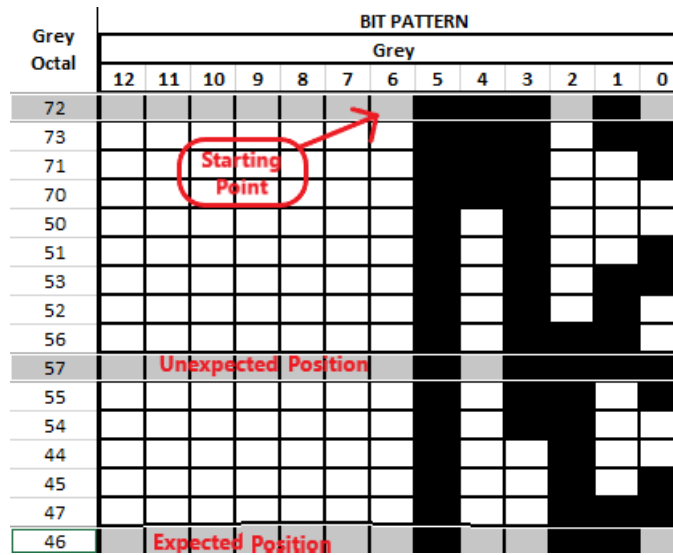 BIT PATTERN
Grey Octal
Grey
12 11 10 9 8 7 6 5 4 3 2 1 0
72
73
Starting
71
Point
70
50
51
53
52
56
57 Unexpected Position
55
54
44
45
47
46 Expected Position